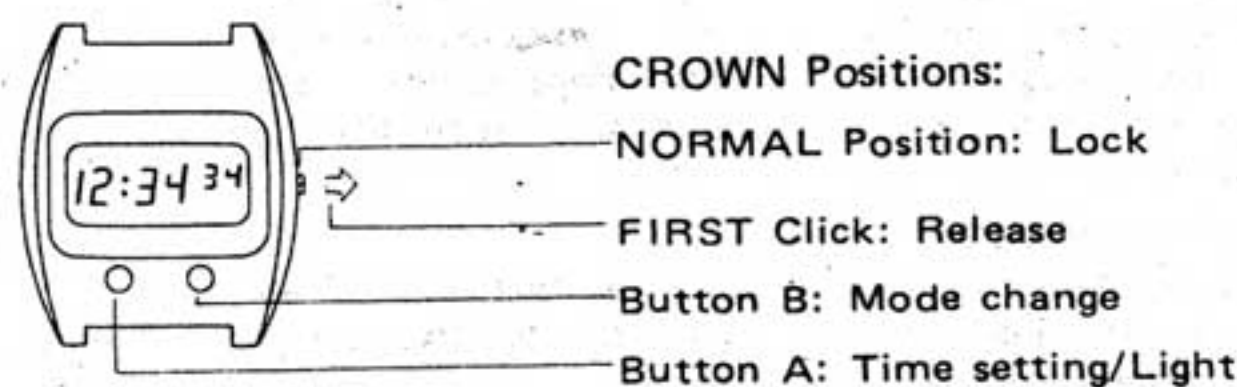 CROWN Positions:
NORMAL Position: Lock
12:34 34
FIRST Click: Release
Button B: Mode change
Button A: Time setting/Light